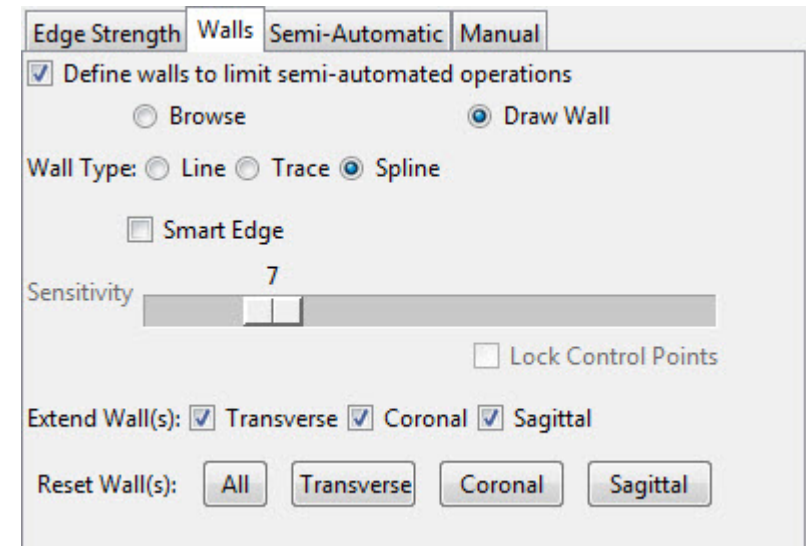 Edge Strength Walls Semi-Automatic Manual
Define walls to limit semi-automated operations
Browse Draw Wall
Wall Type: Line Trace Spline
Smart Edge
7
Sensitivity
Lock Control Points
Extend Wall(s): Transverse Coronal Sagittal
Reset Wall(s): All Transverse Coronal Sagittal